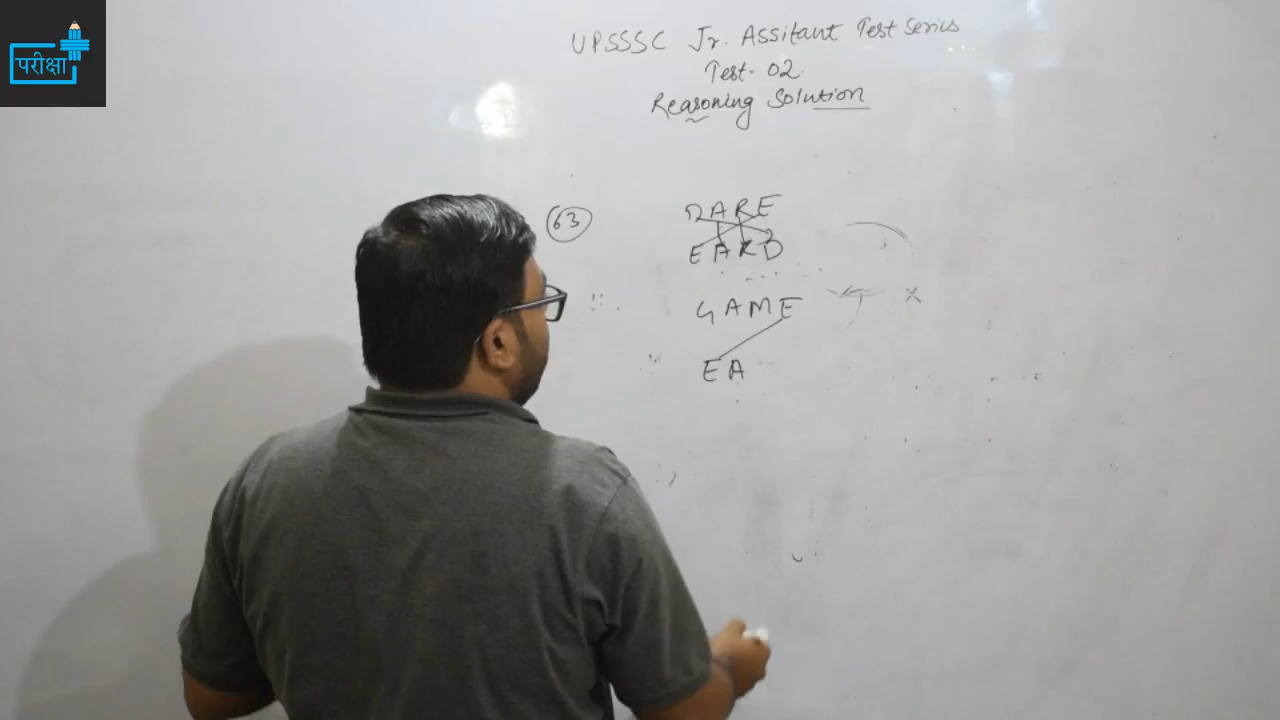 परीक्षा
UPSSSC Jr. Assitant Test Series
Test- 02
Reasoning Solution
63
DARE
EARD
GAME
EA